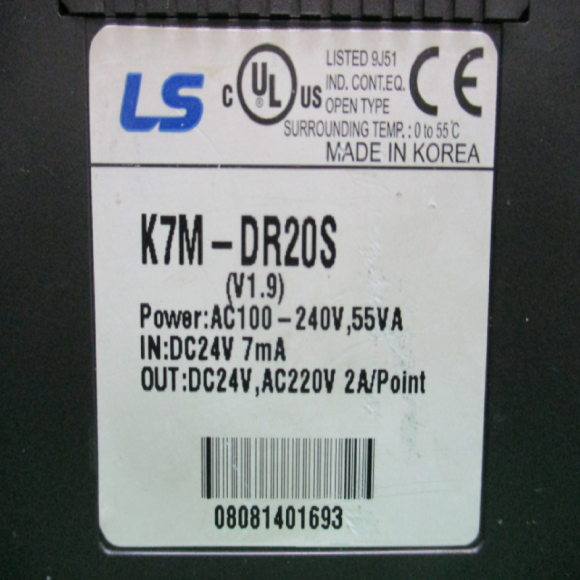 LS
C UL US
LISTED 9J51
IND. CONT.EQ.
OPEN TYPE
CE
SURROUNDING TEMP. : 0 to 55℃
MADE IN KOREA
K7M-DR20S
(V1.9)
Power:AC100-240V,55VA
IN:DC24V 7mA
OUT:DC24V,AC220V 2A/Point
08081401693